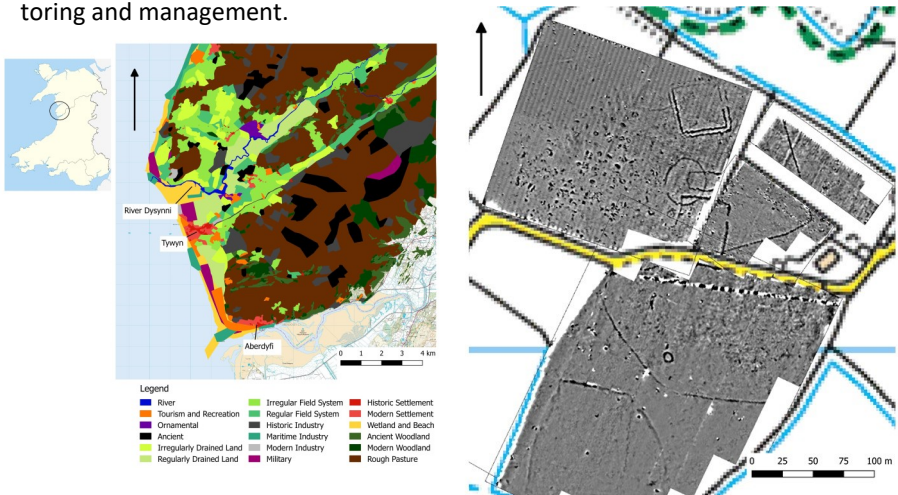 toring and management.
River Dysynni
Tywyn
Aberdyfi
0 1 2 3 4 km
Legend
River
Tourism and Recreation
Ornamental
Ancient
Irregularly Drained Land
Regularly Drained Land
Irregular Field System
Regular Field System
Historic Industry
Maritime Industry
Modern Industry
Military
Historic Settlement
Modern Settlement
Wetland and Beach
Ancient Woodland
Modern Woodland
Rough Pasture
0 25 50 75 100 m